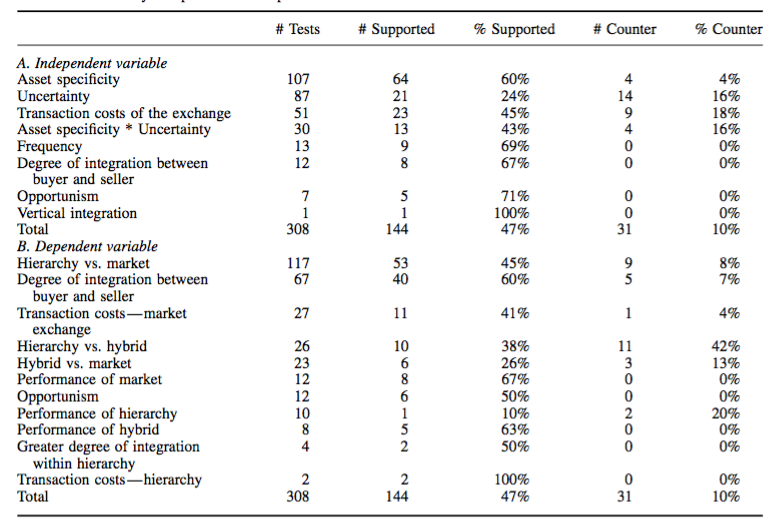 # Tests # Supported % Supported # Counter % Counter
A. Independent variable
Asset specificity 107 64 60% 4 4%
Uncertainty 87 21 24% 14 16%
Transaction costs of the exchange 51 23 45% 9 18%
Asset specificity * Uncertainty 30 13 43% 4 16%
Frequency 13 9 69% 0 0%
Degree of integration between 12 8 67% 0 0%
buyer and seller
Opportunism 7 5 71% 0 0%
Vertical integration 1 1 100% 0 0%
Total 308 144 47% 31 10%
B. Dependent variable
Hierarchy vs. market 117 53 45% 9 8%
Degree of integration between 67 40 60% 5 7%
buyer and seller
Transaction costs—market 27 11 41% 1 4%
exchange
Hierarchy vs. hybrid 26 10 38% 11 42%
Hybrid vs. market 23 6 26% 3 13%
Performance of market 12 8 67% 0 0%
Opportunism 12 6 50% 0 0%
Performance of hierarchy 10 1 10% 2 20%
Performance of hybrid 8 5 63% 0 0%
Greater degree of integration 4 2 50% 0 0%
within hierarchy
Transaction costs—hierarchy 2 2 100% 0 0%
Total 308 144 47% 31 10%